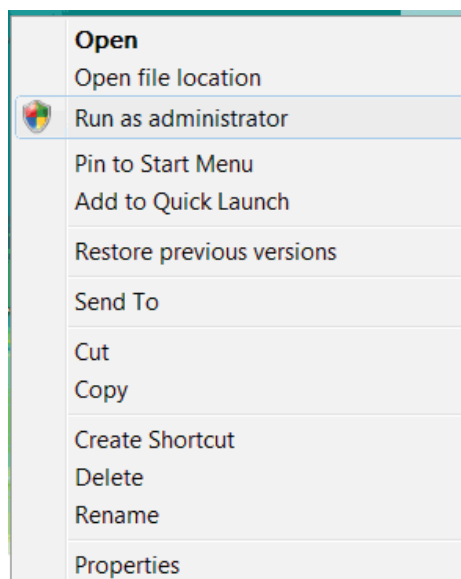 Open
Open file location
Run as administrator
Pin to Start Menu
Add to Quick Launch
Restore previous versions
Send To
Cut
Copy
Create Shortcut
Delete
Rename
Properties